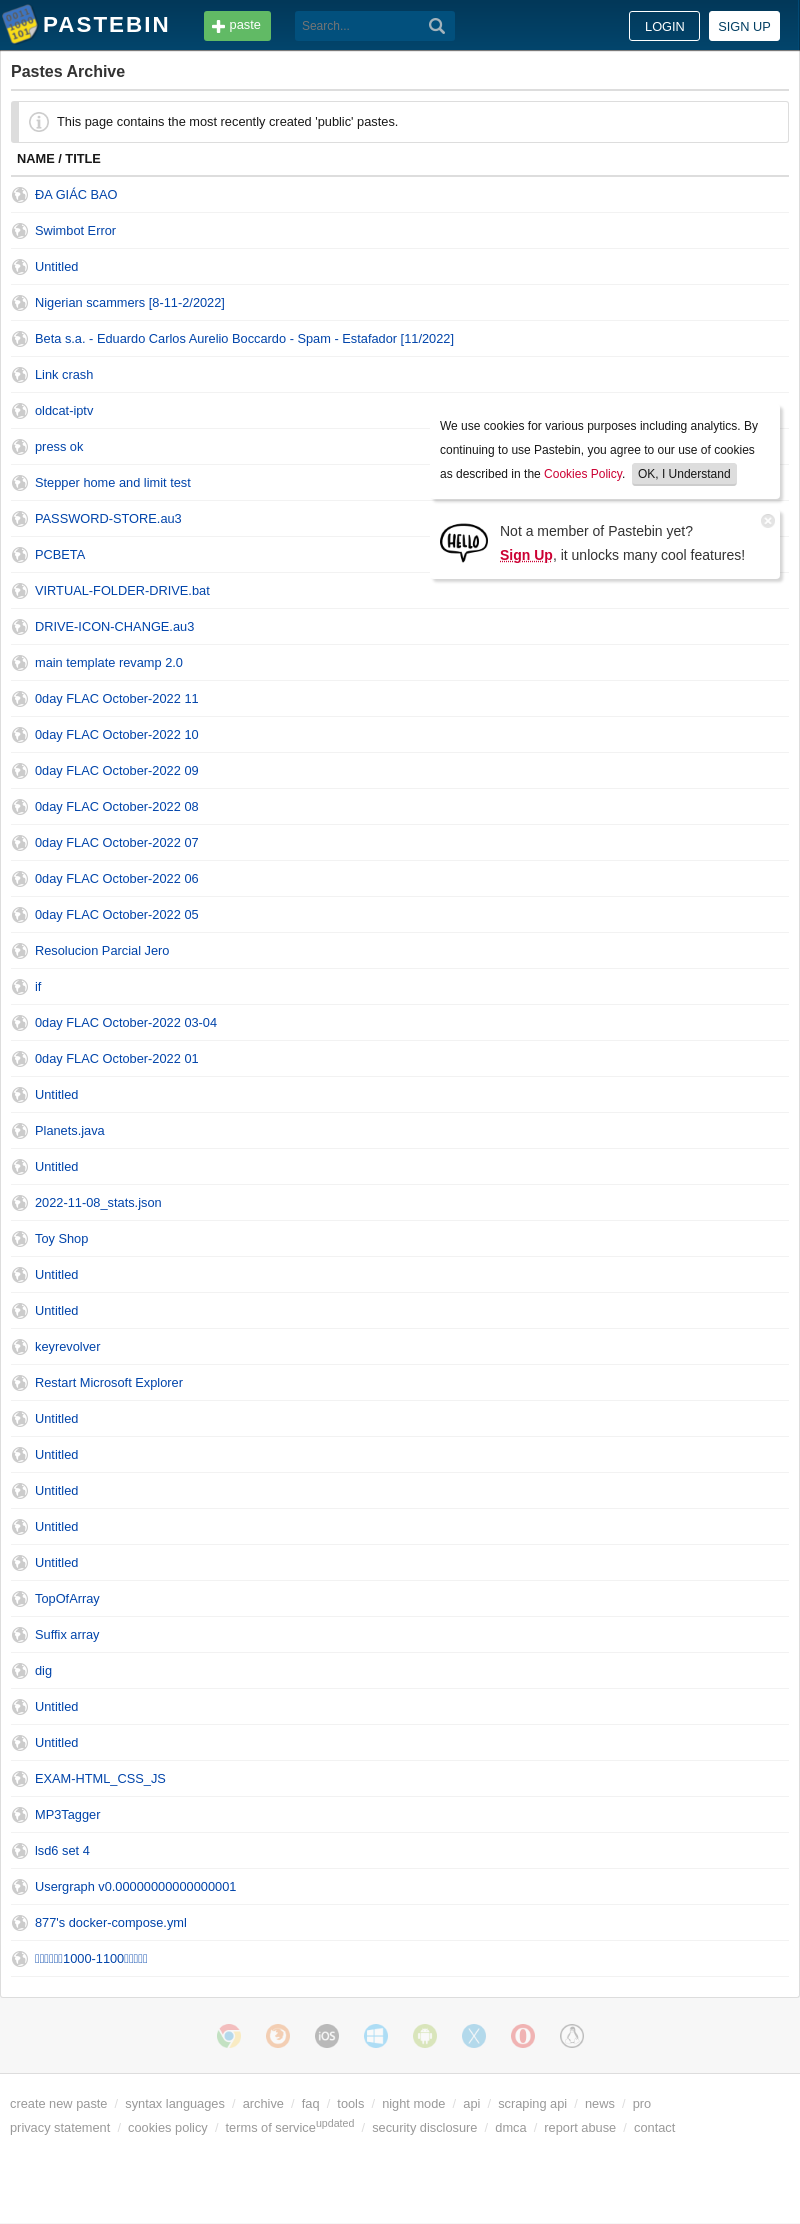 PASTEBIN
paste
Search...
LOGIN
SIGN UP
Pastes Archive
This page contains the most recently created 'public' pastes.
NAME / TITLE
ĐA GIÁC BAO
Swimbot Error
Untitled
Nigerian scammers [8-11-2/2022]
Beta s.a. - Eduardo Carlos Aurelio Boccardo - Spam - Estafador [11/2022]
Link crash
oldcat-iptv
press ok
Stepper home and limit test
PASSWORD-STORE.au3
PCBETA
VIRTUAL-FOLDER-DRIVE.bat
We use cookies for various purposes including analytics. By
continuing to use Pastebin, you agree to our use of cookies
as described in the Cookies Policy. OK, I Understand
HELLO
Not a member of Pastebin yet?
Sign Up, it unlocks many cool features!
DRIVE-ICON-CHANGE.au3
main template revamp 2.0
0day FLAC October-2022 11
0day FLAC October-2022 10
0day FLAC October-2022 09
0day FLAC October-2022 08
0day FLAC October-2022 07
0day FLAC October-2022 06
0day FLAC October-2022 05
Resolucion Parcial Jero
if
0day FLAC October-2022 03-04
0day FLAC October-2022 01
Untitled
Planets.java
Untitled
2022-11-08_stats.json
Toy Shop
Untitled
Untitled
keyrevolver
Restart Microsoft Explorer
Untitled
Untitled
Untitled
Untitled
Untitled
TopOfArray
Suffix array
dig
Untitled
Untitled
EXAM-HTML_CSS_JS
MP3Tagger
lsd6 set 4
Usergraph v0.00000000000000001
877's docker-compose.yml
1000-1100
iOS
create new paste / syntax languages / archive / faq / tools / night mode / api / scraping api / news / pro
privacy statement / cookies policy / terms of service updated / security disclosure / dmca / report abuse / contact